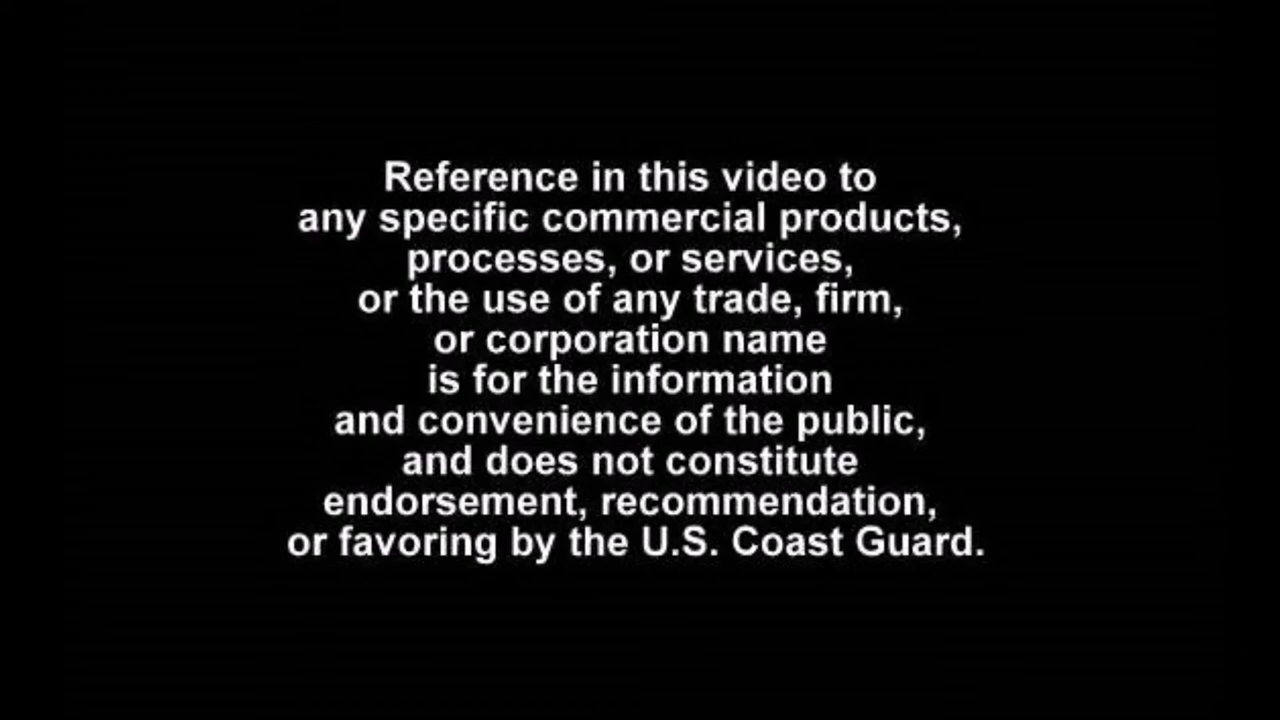 Reference in this video to
any specific commercial products,
processes, or services,
or the use of any trade, firm,
or corporation name
is for the information
and convenience of the public,
and does not constitute
endorsement, recommendation,
or favoring by the U.S. Coast Guard.